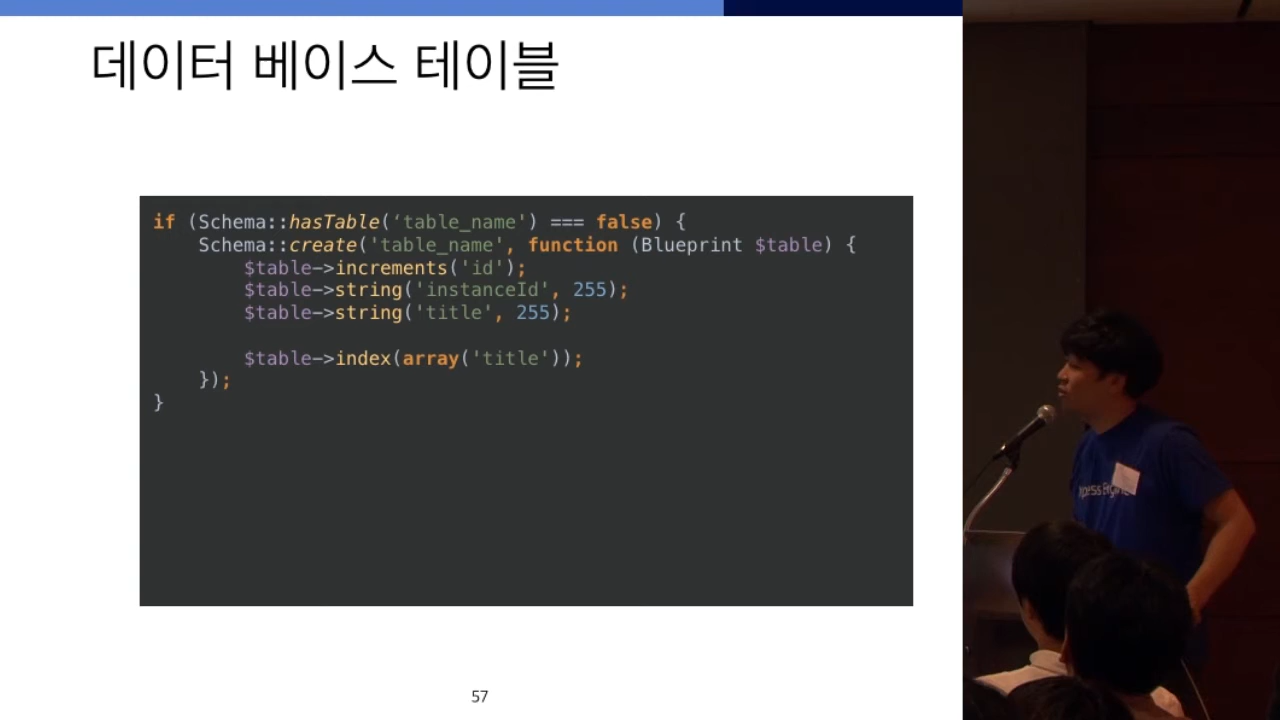 데이터 베이스 테이블
if (Schema::hasTable(‘table_name') === false) {
    Schema::create('table_name', function (Blueprint $table) {
        $table->increments('id');
        $table->string('instanceId', 255);
        $table->string('title', 255);

        $table->index(array('title'));
    });
}
57